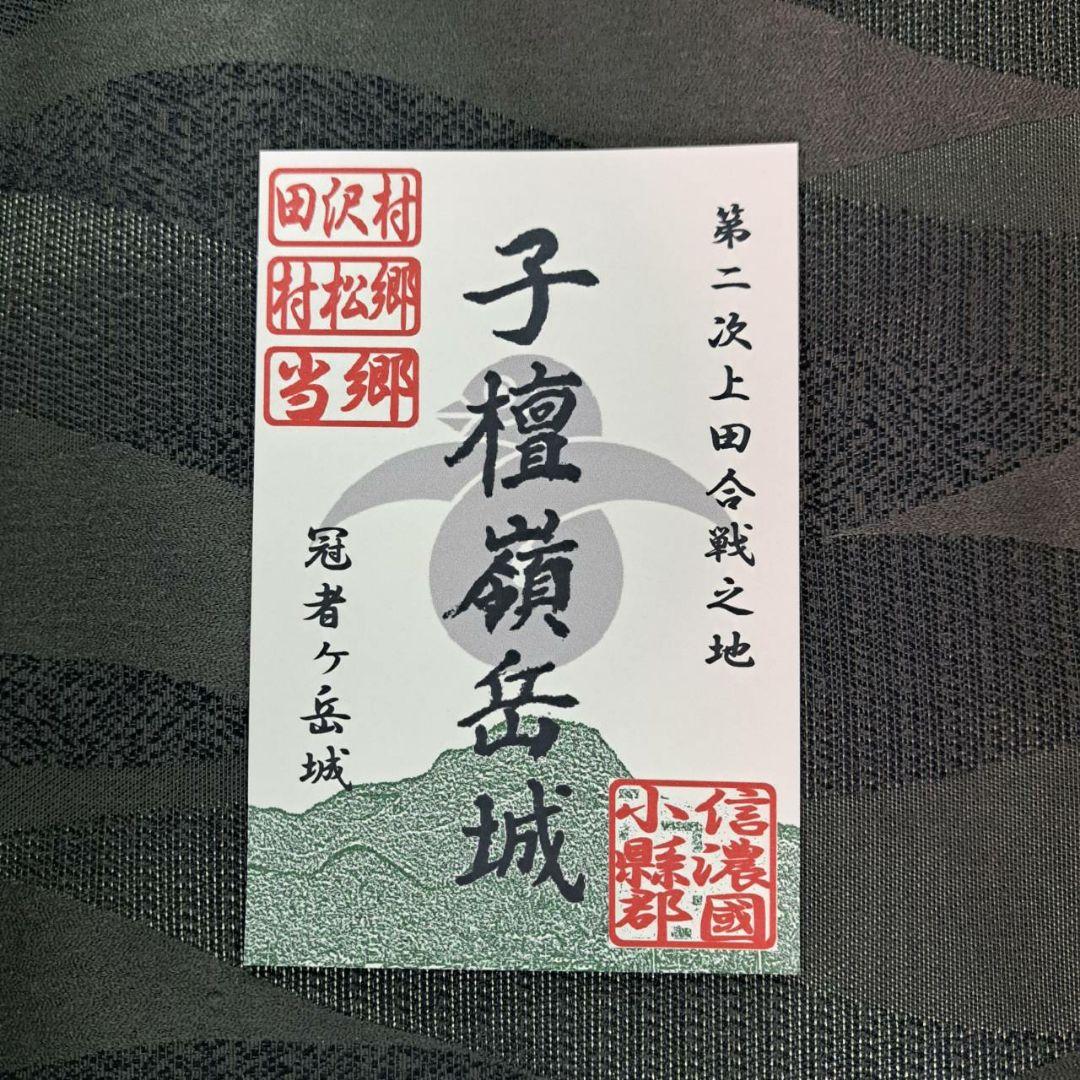 第二次上田合戦之地
子檀嶺岳城
冠者ヶ岳城
田沢村
村松郷
当郷
信濃國
小縣郡